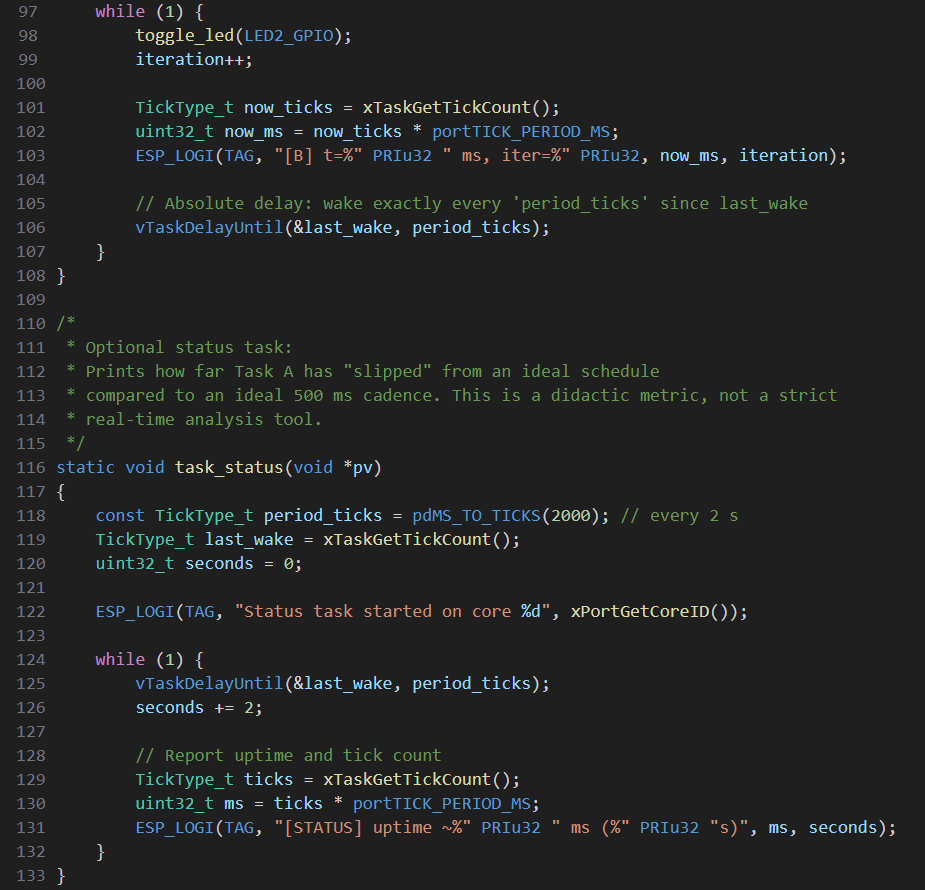 97     while (1) {
98         toggle_led(LED2_GPIO);
99         iteration++;
100
101         TickType_t now_ticks = xTaskGetTickCount();
102         uint32_t now_ms = now_ticks * portTICK_PERIOD_MS;
103         ESP_LOGI(TAG, "[B] t=%" PRIu32 " ms, iter=%" PRIu32, now_ms, iteration);
104
105         // Absolute delay: wake exactly every 'period_ticks' since last_wake
106         vTaskDelayUntil(&last_wake, period_ticks);
107     }
108 }
109
110 /*
111  * Optional status task:
112  * Prints how far Task A has "slipped" from an ideal schedule
113  * compared to an ideal 500 ms cadence. This is a didactic metric, not a strict
114  * real-time analysis tool.
115  */
116 static void task_status(void *pv)
117 {
118     const TickType_t period_ticks = pdMS_TO_TICKS(2000); // every 2 s
119     TickType_t last_wake = xTaskGetTickCount();
120     uint32_t seconds = 0;
121
122     ESP_LOGI(TAG, "Status task started on core %d", xPortGetCoreID());
123
124     while (1) {
125         vTaskDelayUntil(&last_wake, period_ticks);
126         seconds += 2;
127
128         // Report uptime and tick count
129         TickType_t ticks = xTaskGetTickCount();
130         uint32_t ms = ticks * portTICK_PERIOD_MS;
131         ESP_LOGI(TAG, "[STATUS] uptime ~%" PRIu32 " ms (%" PRIu32 "s)", ms, seconds);
132     }
133 }